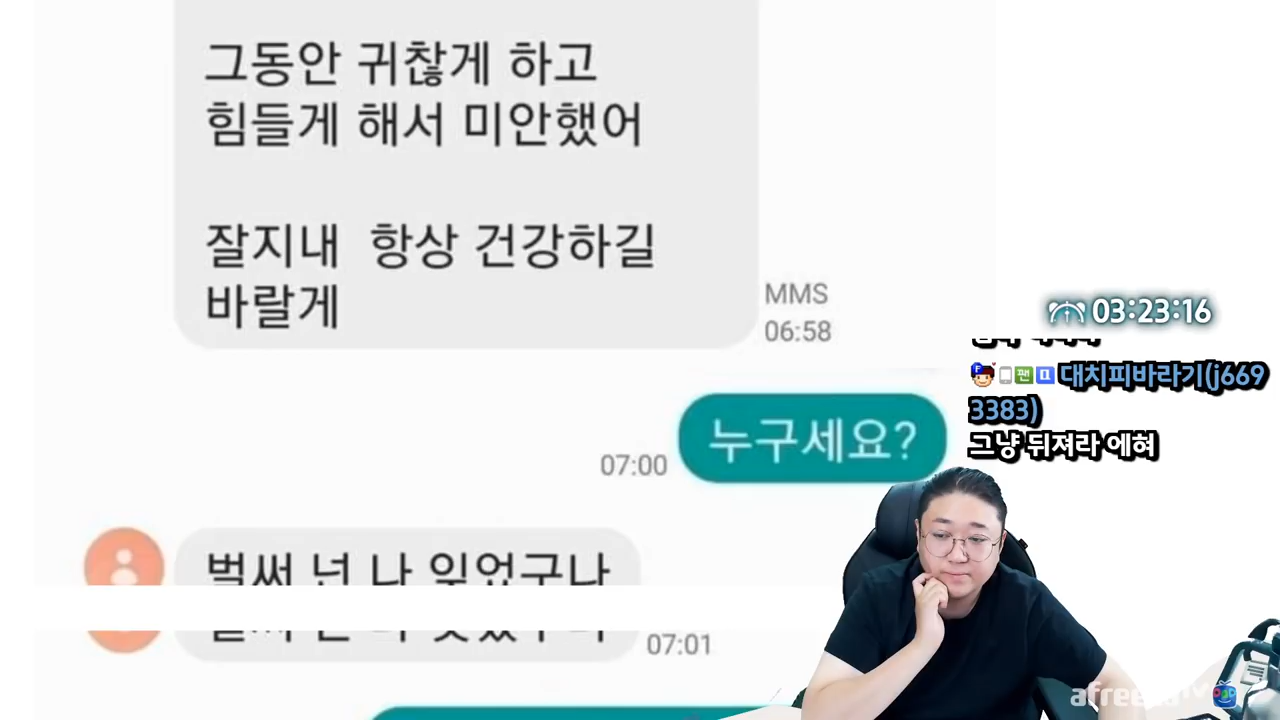 그동안 귀찮게 하고
힘들게 해서 미안했어
잘지내 항상 건강하길
바랄게
MMS
06:58
누구세요?
07:00
벌써 넌 나 잊었구나
07:01
03:23:16
F 팬
대치피바라기(j669
3383)
그냥 뒤져라 에혀
afreecaTV